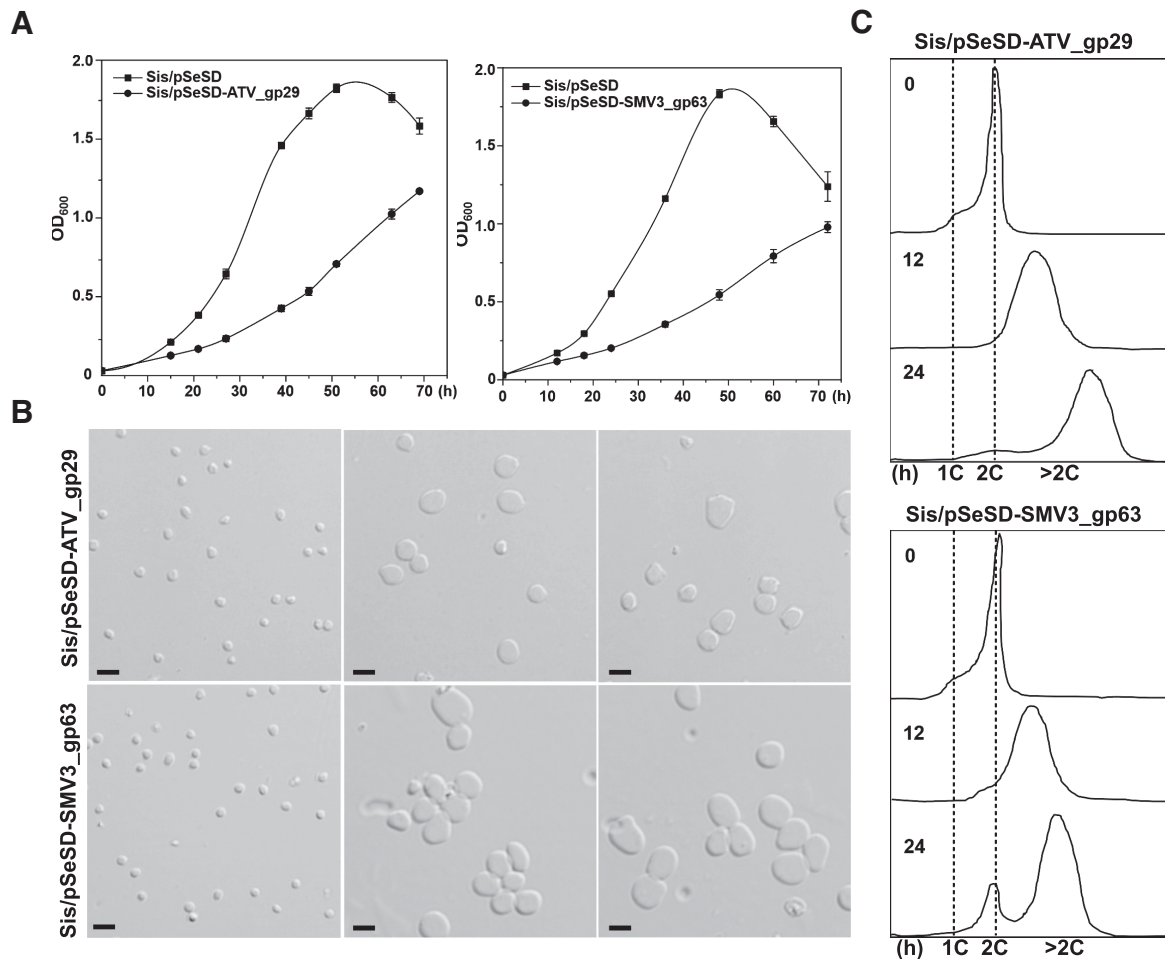 A
Sis/pSeSD
Sis/pSeSD-ATV_gp29
2.0
1.5
1.0
0.5
0
OD600
0 10 20 30 40 50 60 70 (h)
Sis/pSeSD
Sis/pSeSD-SMV3_gp63
2.0
1.5
1.0
0.5
0
OD600
0 10 20 30 40 50 60 70 (h)
B
Sis/pSeSD-ATV_gp29
Sis/pSeSD-SMV3_gp63
C
Sis/pSeSD-ATV_gp29
0
12
24
(h) 1C 2C >2C
Sis/pSeSD-SMV3_gp63
0
12
24
(h) 1C 2C >2C